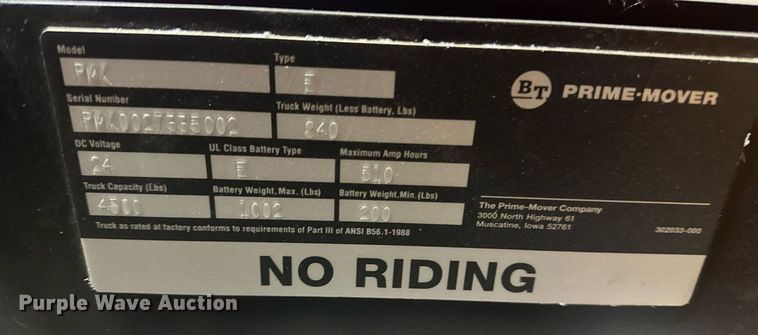 Model Type
PMX E
BT PRIME-MOVER
Serial Number Truck Weight (Less Battery, Lbs)
840
DC Voltage UL Class Battery Type Maximum Amp Hours
24 E 510
Truck Capacity (Lbs) Battery Weight, Max. (Lbs) Battery Weight, Min. (Lbs)
4500 1002 200
Truck as rated at factory conforms to requirements of Part III of ANSI B56.1-1988
The Prime-Mover Company
3000 North Highway 61
Muscatine, Iowa 52761
302033-000
NO RIDING
Purple Wave Auction